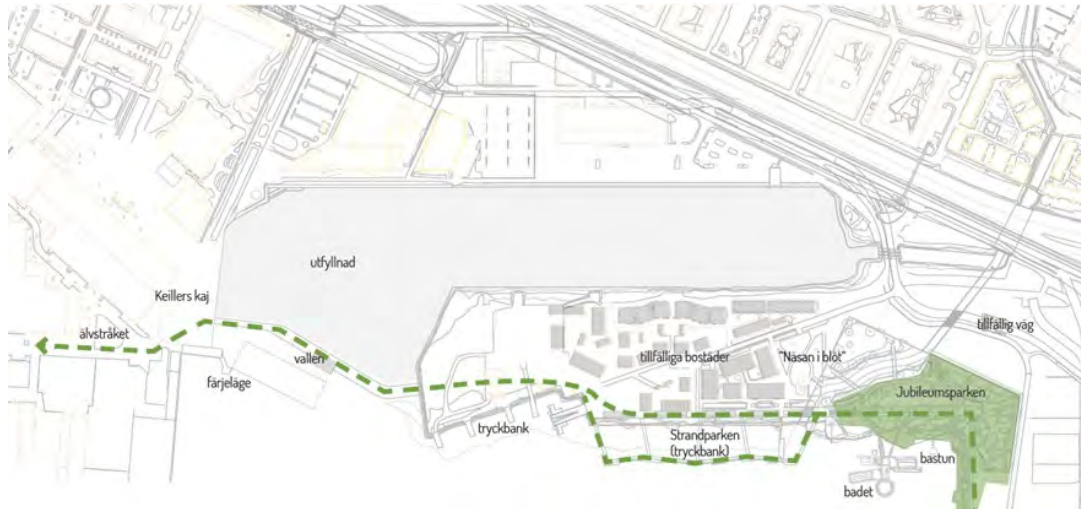 utfyllnad
Keillers kaj
älvstråket
vallen
färjeläge
tillfällig väg
tillfälliga bostäder
"Näsan i blöt"
Jubileumsparken
tryckbank
Strandparken
(tryckbank)
bastun
badet